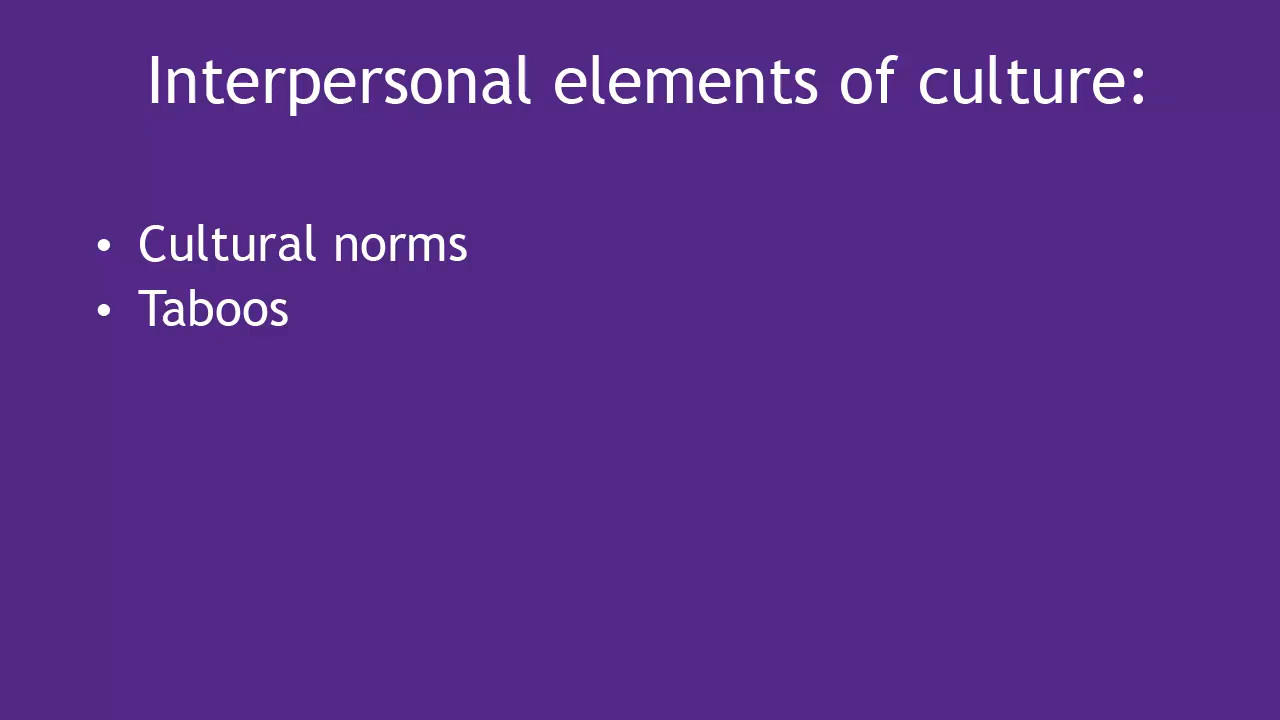 Interpersonal elements of culture:
• Cultural norms
• Taboos